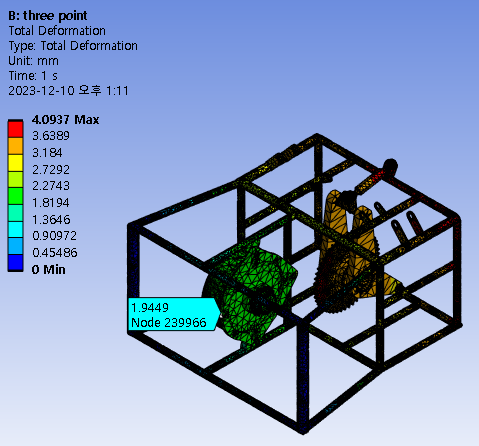 B: three point
Total Deformation
Type: Total Deformation
Unit: mm
Time: 1 s
2023-12-10 오후 1:11
4.0937 Max
3.6389
3.184
2.7292
2.2743
1.8194
1.3646
0.90972
0.45486
0 Min
1.9449
Node 239966